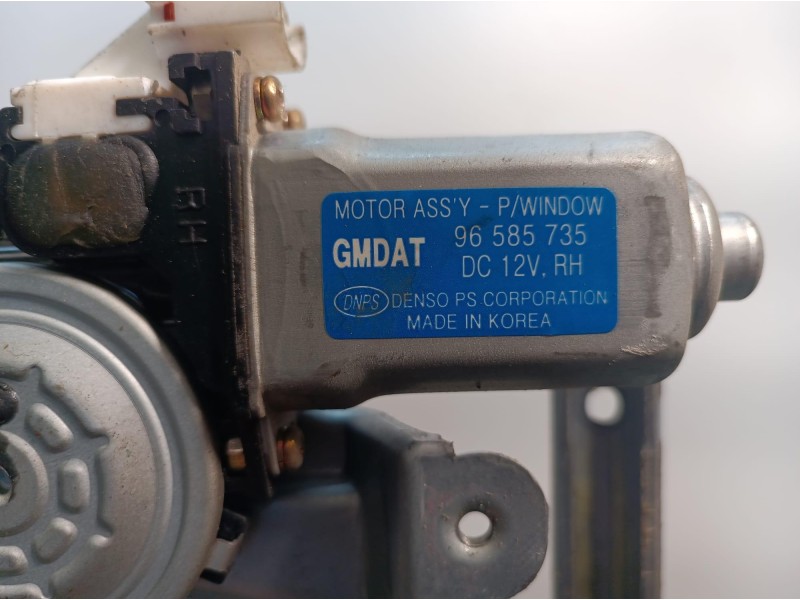 MOTOR ASS'Y - P/WINDOW
GMDAT 96 585 735
DC 12V. RH
DNPS DENSO PS CORPORATION
MADE IN KOREA
RH